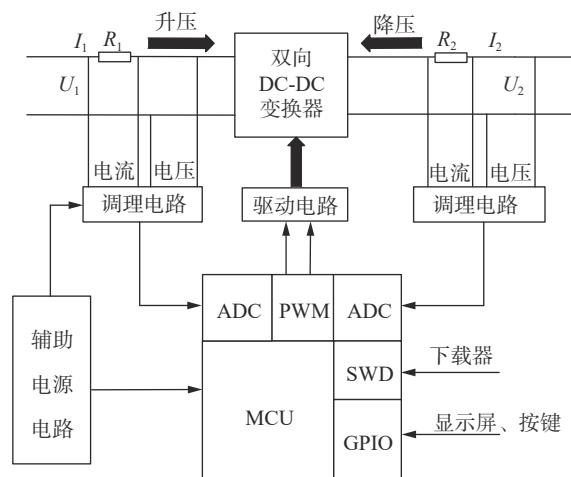 升压
降压
I₁ R₁
R₂ I₂
双向
DC-DC
变换器
U₁
U₂
电流 电压
电流 电压
调理电路
驱动电路
调理电路
ADC PWM ADC
辅助
电源
电路
下载器
SWD
MCU
显示屏、按键
GPIO